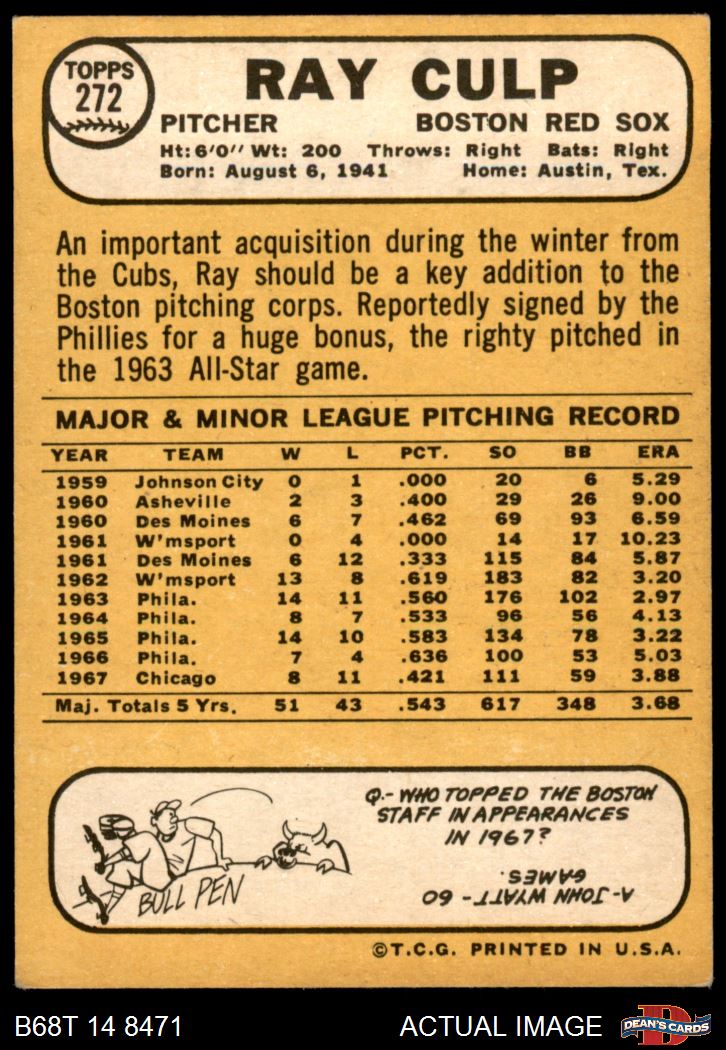 TOPPS
272
RAY CULP
PITCHER BOSTON RED SOX
Ht: 6'0" Wt: 200 Throws: Right Bats: Right
Born: August 6, 1941 Home: Austin, Tex.
An important acquisition during the winter from
the Cubs, Ray should be a key addition to the
Boston pitching corps. Reportedly signed by the
Phillies for a huge bonus, the righty pitched in
the 1963 All-Star game.
MAJOR & MINOR LEAGUE PITCHING RECORD
YEAR TEAM W L PCT. SO BB ERA
1959 Johnson City 0 1 .000 20 6 5.29
1960 Asheville 2 3 .400 29 26 9.00
1960 Des Moines 6 7 .462 69 93 6.59
1961 W'msport 0 4 .000 14 17 10.23
1961 Des Moines 6 12 .333 115 84 5.87
1962 W'msport 13 8 .619 183 82 3.20
1963 Phila. 14 11 .560 176 102 2.97
1964 Phila. 8 7 .533 96 56 4.13
1965 Phila. 14 10 .583 134 78 3.22
1966 Phila. 7 4 .636 100 53 5.03
1967 Chicago 8 11 .421 111 59 3.88
Maj. Totals 5 Yrs. 51 43 .543 617 348 3.68
Q.- WHO TOPPED THE BOSTON
STAFF IN APPEARANCES
IN 1967?
A- JOHN WYATT - 60
GAMES.
BULL PEN
©T.C.G. PRINTED IN U.S.A.
B68T 14 8471 ACTUAL IMAGE
D
DEAN'S CARDS